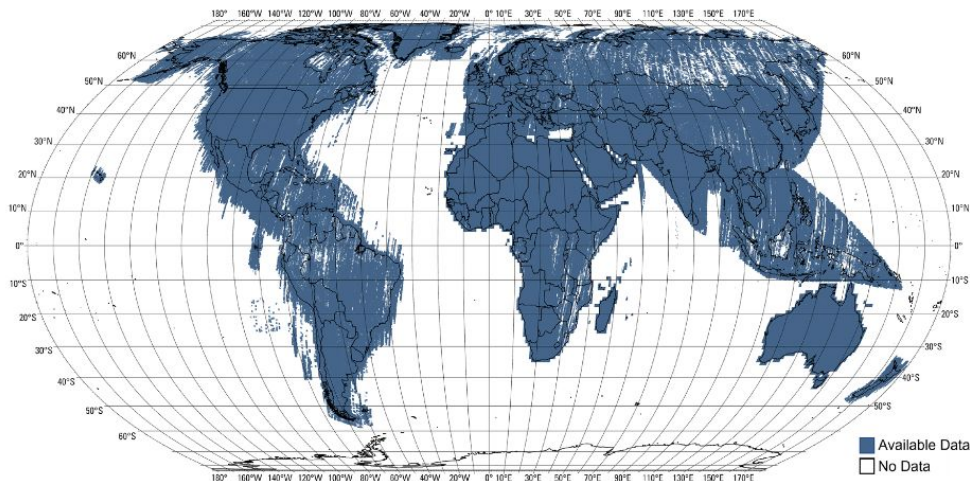 180° 160°W 140°W 120°W 100°W 80°W 60°W 40°W 20°W 0° 10°E 30°E 50°E 70°E 90°E 110°E 130°E 150°E 170°E
60°N 60°N
50°N 50°N
40°N 40°N
30°N 30°N
20°N 20°N
10°N 10°N
0° 0°
10°S 10°S
20°S 20°S
30°S 30°S
40°S 40°S
50°S 50°S
60°S
Available Data
No Data
180° 160°W 140°W 120°W 100°W 80°W 60°W 40°W 20°W 0° 10°E 30°E 50°E 70°E 90°E 110°E 130°E 150°E 170°E